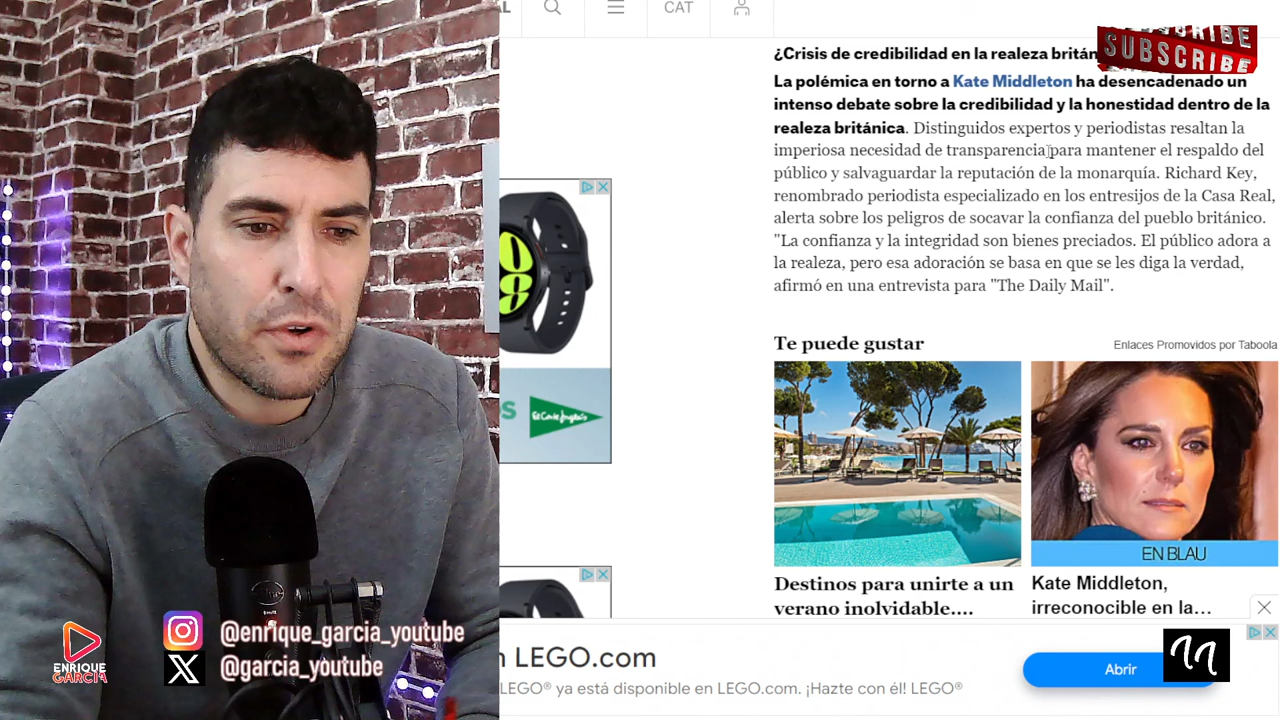 AL
CAT
¿Crisis de credibilidad en la realeza
SUBSCRIBE
SUBSCRIBE
La polémica en torno a Kate Middleton ha desencadenado un
intenso debate sobre la credibilidad y la honestidad dentro de la
realeza británica. Distinguidos expertos y periodistas resaltan la
imperiosa necesidad de transparencia para mantener el respaldo del
público y salvaguardar la reputación de la monarquía. Richard Key,
renombrado periodista especializado en los entresijos de la Casa Real,
alerta sobre los peligros de socavar la confianza del pueblo británico.
"La confianza y la integridad son bienes preciados. El público adora a
la realeza, pero esa adoración se basa en que se les diga la verdad,
afirmó en una entrevista para "The Daily Mail".
Te puede gustar
Enlaces Promovidos por Taboola
S
El Corte Inglés
EN BLAU
Destinos para unirte a un
verano inolvidable....
Kate Middleton,
irreconocible en la...
@enrique_garcia_youtube
@garcia_youtube
ENRIQUE
GARCIA
n LEGO.com
LEGO® ya está disponible en LEGO.com. ¡Hazte con él! LEGO®
Abrir